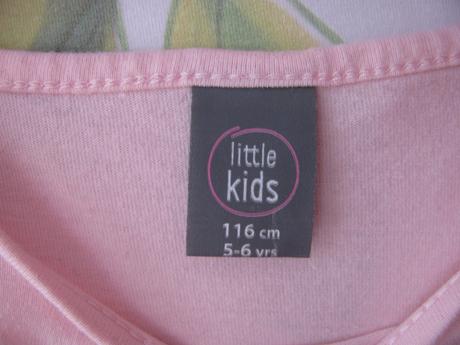 little
kids
116 cm
5-6 yrs